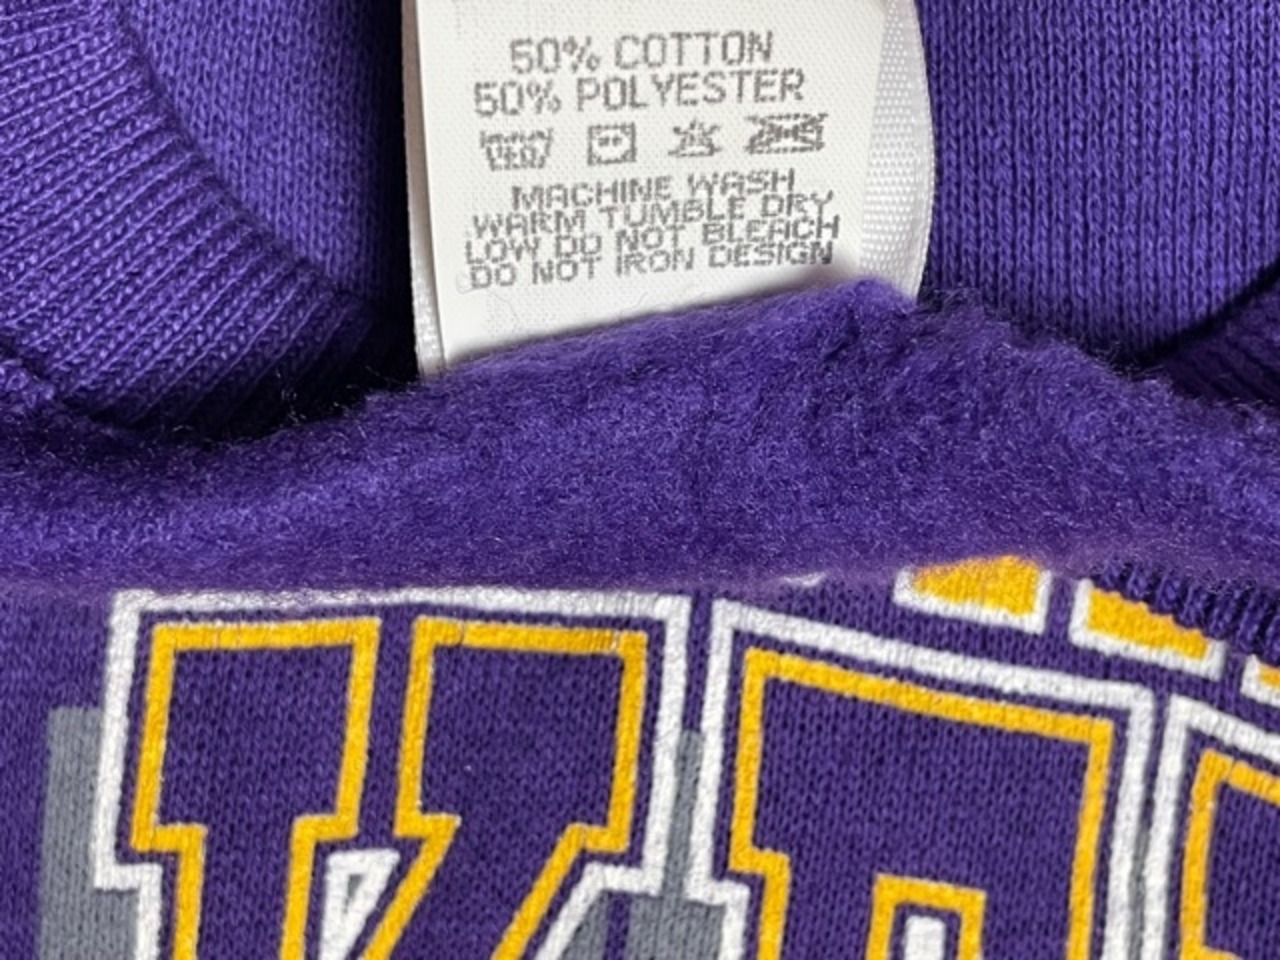 50% COTTON
50% POLYESTER
MACHINE WASH
WARM TUMBLE DRY
LOW DO NOT BLEACH
DO NOT IRON DESIGN